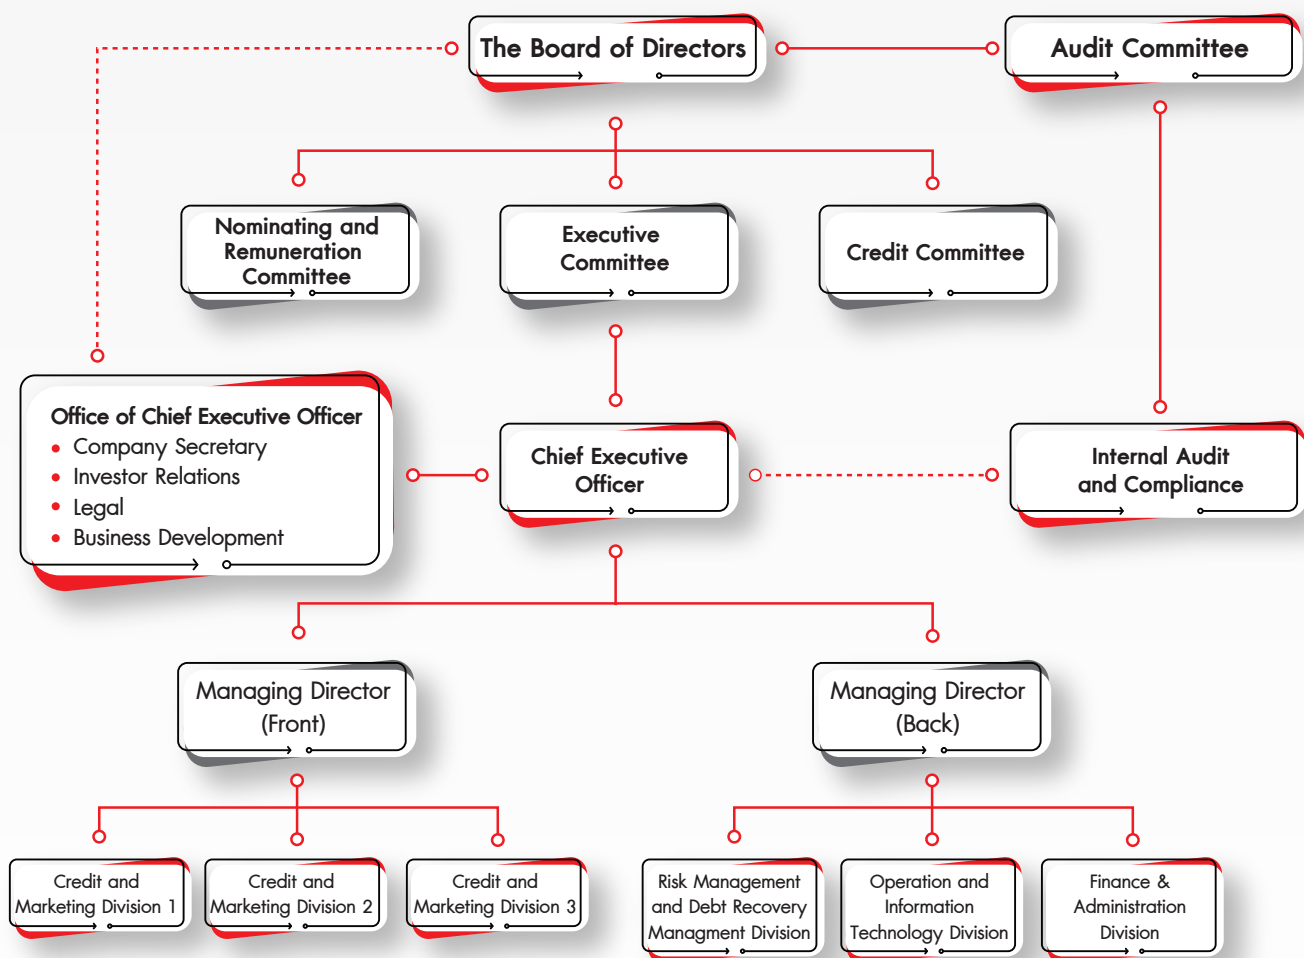 The Board of Directors
Audit Committee
Nominating and
Remuneration
Committee
Executive
Committee
Credit Committee
Office of Chief Executive Officer
Company Secretary
Investor Relations
Legal
Business Development
Chief Executive
Officer
Internal Audit
and Compliance
Managing Director
(Front)
Managing Director
(Back)
Credit and
Marketing Division 1
Credit and
Marketing Division 2
Credit and
Marketing Division 3
Risk Management
and Debt Recovery
Managment Division
Operation and
Information
Technology Division
Finance &
Administration
Division